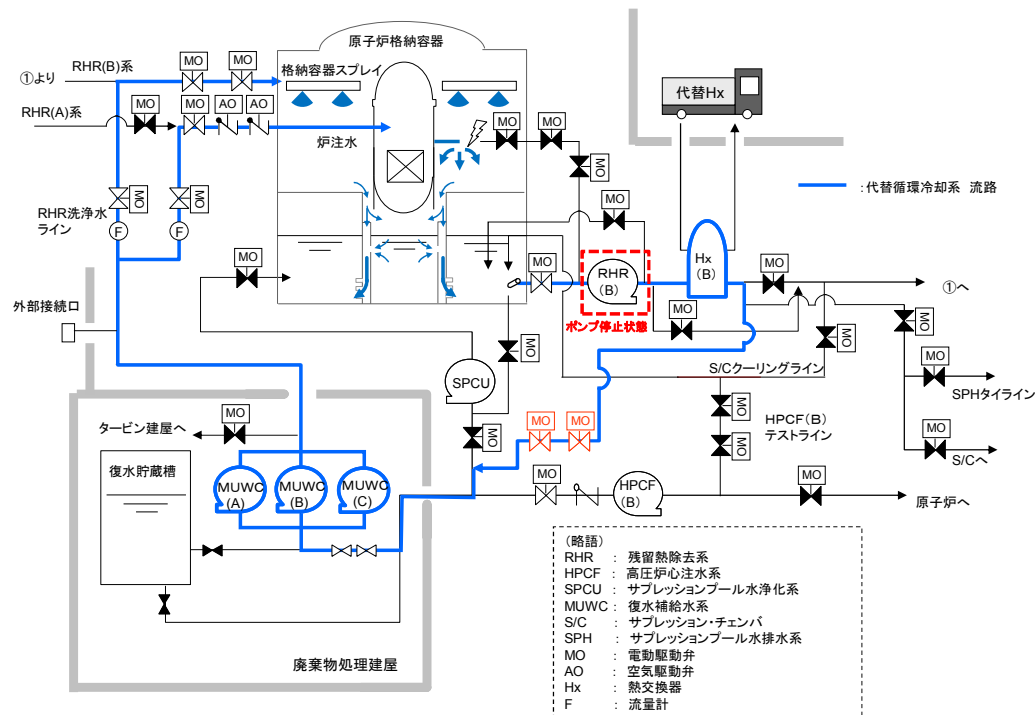 原子炉格納容器
①より
RHR(B)系
MO
MO
格納容器スプレイ
RHR(A)系
MO
MO
AO
AO
炉注水
MO
MO
MO
代替Hx
:代替循環冷却系 流路
RHR洗浄水
ライン
MO
MO
F
F
MO
MO
MO
RHR
(B)
ポンプ停止状態
Hx
(B)
MO
①へ
MO
外部接続口
MO
MO
MO
MO
SPHタイライン
SPCU
S/Cクーリングライン
MO
MO
MO
HPCF(B)
テストライン
MO
MO
MO
S/Cへ
タービン建屋へ
MO
復水貯蔵槽
MUWC
(A)
MUWC
(B)
MUWC
(C)
MO
HPCF
(B)
MO
原子炉へ
廃棄物処理建屋
(略語)
RHR : 残留熱除去系
HPCF : 高圧炉心注水系
SPCU : サプレッションプール水浄化系
MUWC : 復水補給水系
S/C : サプレッション・チェンバ
SPH : サプレッションプール水排水系
MO : 電動駆動弁
AO : 空気駆動弁
Hx : 熱交換器
F : 流量計